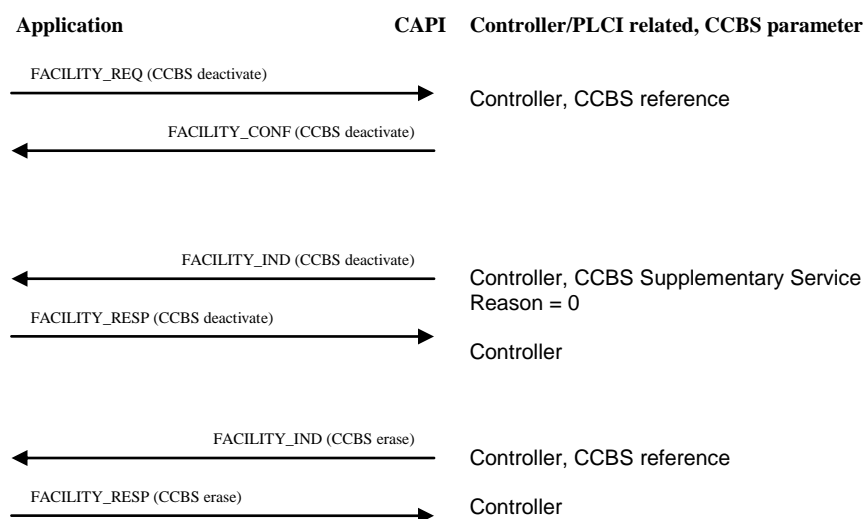 Application CAPI Controller/PLCI related, CCBS parameter
FACILITY_REQ (CCBS deactivate)
Controller, CCBS reference
FACILITY_CONF (CCBS deactivate)
FACILITY_IND (CCBS deactivate)
Controller, CCBS Supplementary Service
Reason = 0
FACILITY_RESP (CCBS deactivate)
Controller
FACILITY_IND (CCBS erase)
Controller, CCBS reference
FACILITY_RESP (CCBS erase)
Controller